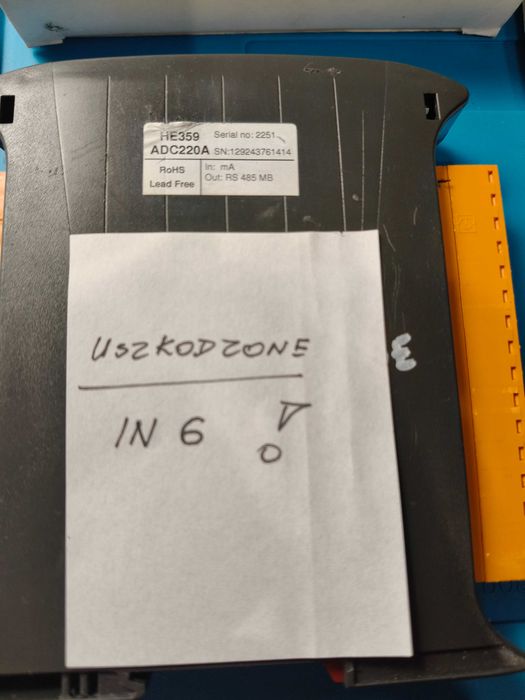 HE359 Serial no: 2251
ADC220A SN:129243761414
RoHS In: mA
Lead Free Out: RS 485 MB
USZKODZONE
IN 6 !